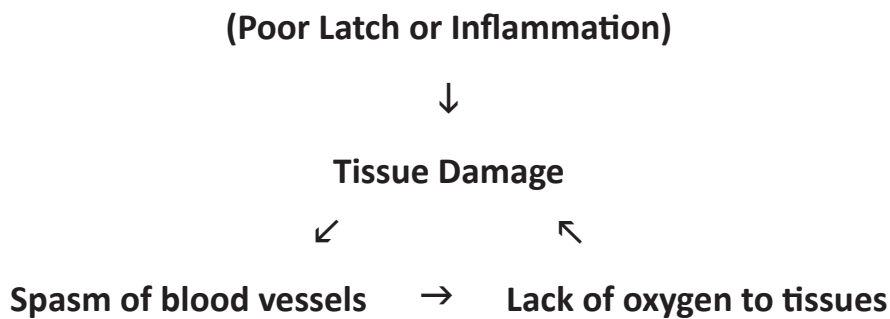 (Poor Latch or Inflammation)
↓
Tissue Damage
↙ ↖
Spasm of blood vessels → Lack of oxygen to tissues